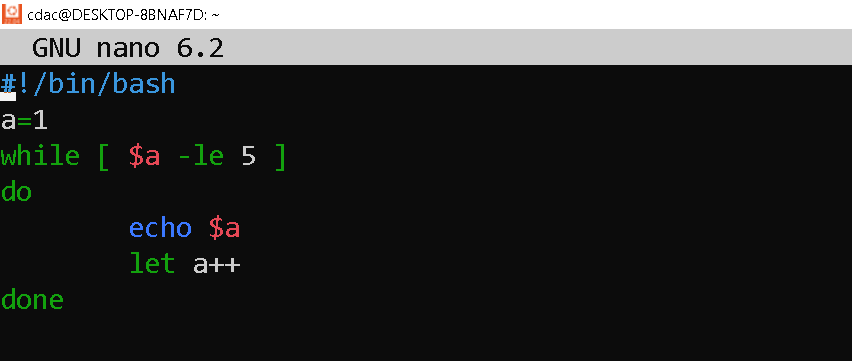 cdac@DESKTOP-8BNAF7D: ~
GNU nano 6.2
#!/bin/bash
a=1
while [ $a -le 5 ]
do
        echo $a
        let a++
done